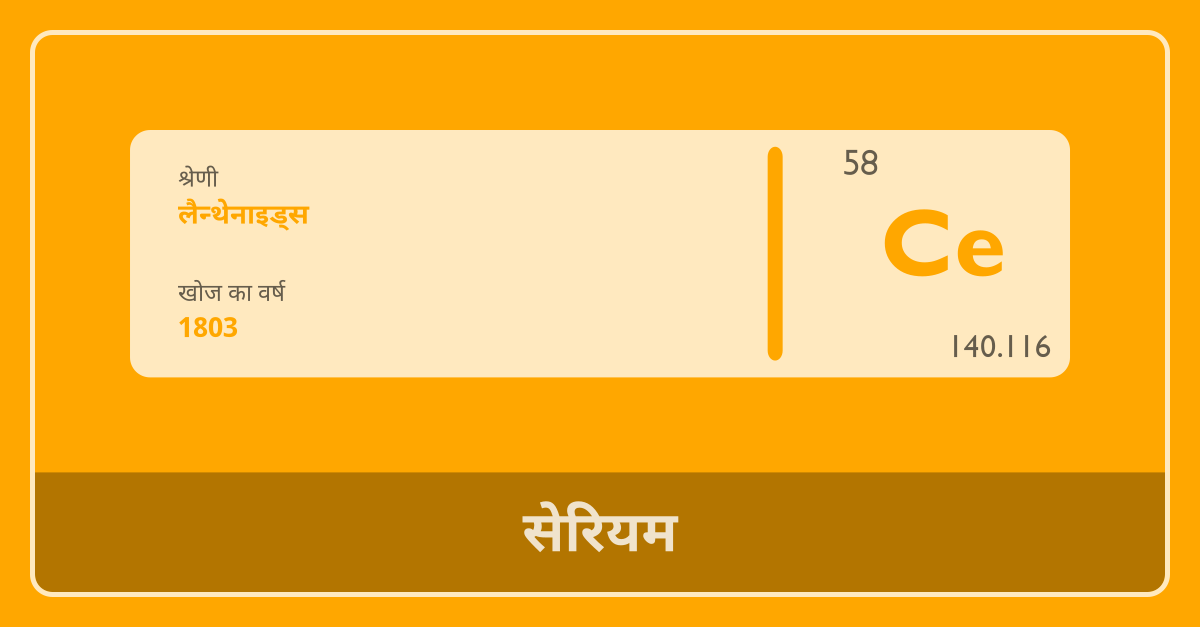 श्रेणी
लैन्थेनाइड्स
खोज का वर्ष
1803
58
Ce
140.116
सेरियम